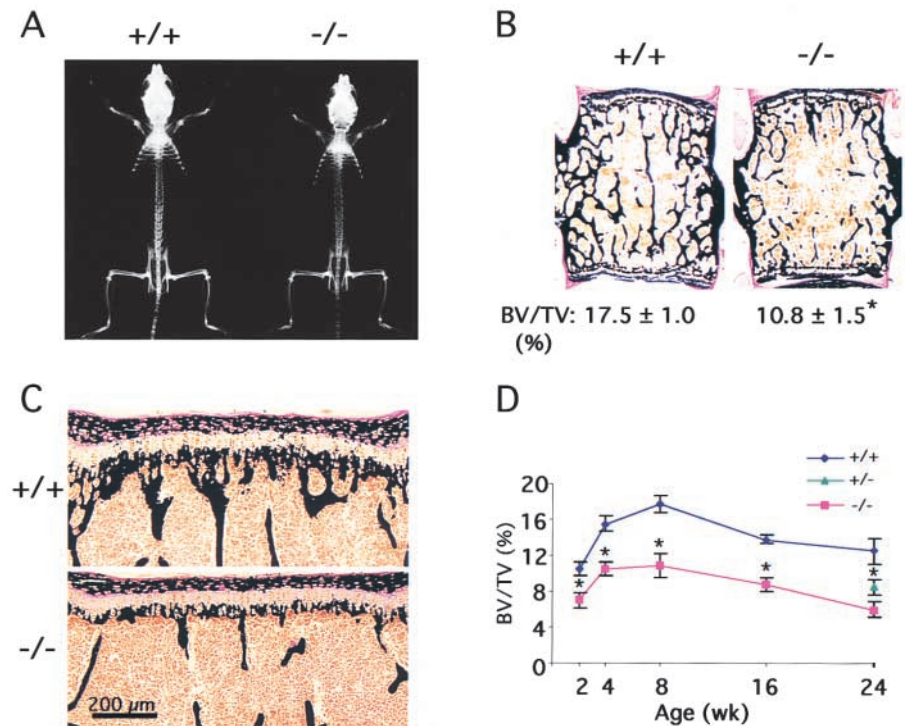 A
+/+ -/-
B
+/+ -/-
BV/TV: 17.5 ± 1.0 10.8 ± 1.5*
(%)
C
+/+
-/-
200 µm
D
+/+
+/-
-/-
BV/TV (%)
20
16
12
8
4
0
* * * * *
2 4 8 16 24
Age (wk)